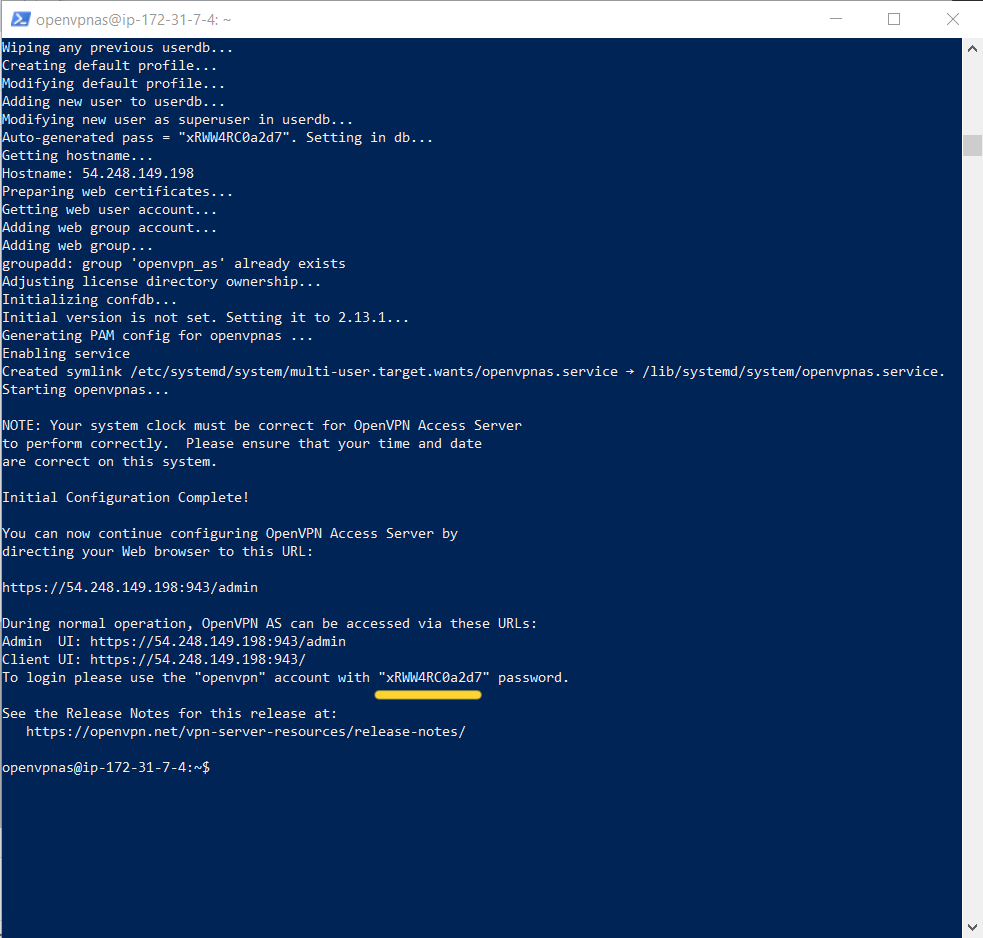 openvpnas@ip-172-31-7-4: ~
Wiping any previous userdb...
Creating default profile...
Modifying default profile...
Adding new user to userdb...
Modifying new user as superuser in userdb...
Auto-generated pass = "xRWW4RC0a2d7". Setting in db...
Getting hostname...
Hostname: 54.248.149.198
Preparing web certificates...
Getting web user account...
Adding web group account...
Adding web group...
groupadd: group 'openvpn_as' already exists
Adjusting license directory ownership...
Initializing confdb...
Initial version is not set. Setting it to 2.13.1...
Generating PAM config for openvpnas ...
Enabling service
Created symlink /etc/systemd/system/multi-user.target.wants/openvpnas.service → /lib/systemd/system/openvpnas.service.
Starting openvpnas...

NOTE: Your system clock must be correct for OpenVPN Access Server
to perform correctly.  Please ensure that your time and date
are correct on this system.

Initial Configuration Complete!

You can now continue configuring OpenVPN Access Server by
directing your Web browser to this URL:

https://54.248.149.198:943/admin

During normal operation, OpenVPN AS can be accessed via these URLs:
Admin  UI: https://54.248.149.198:943/admin
Client UI: https://54.248.149.198:943/
To login please use the "openvpn" account with "xRWW4RC0a2d7" password.

See the Release Notes for this release at:
   https://openvpn.net/vpn-server-resources/release-notes/

openvpnas@ip-172-31-7-4:~$